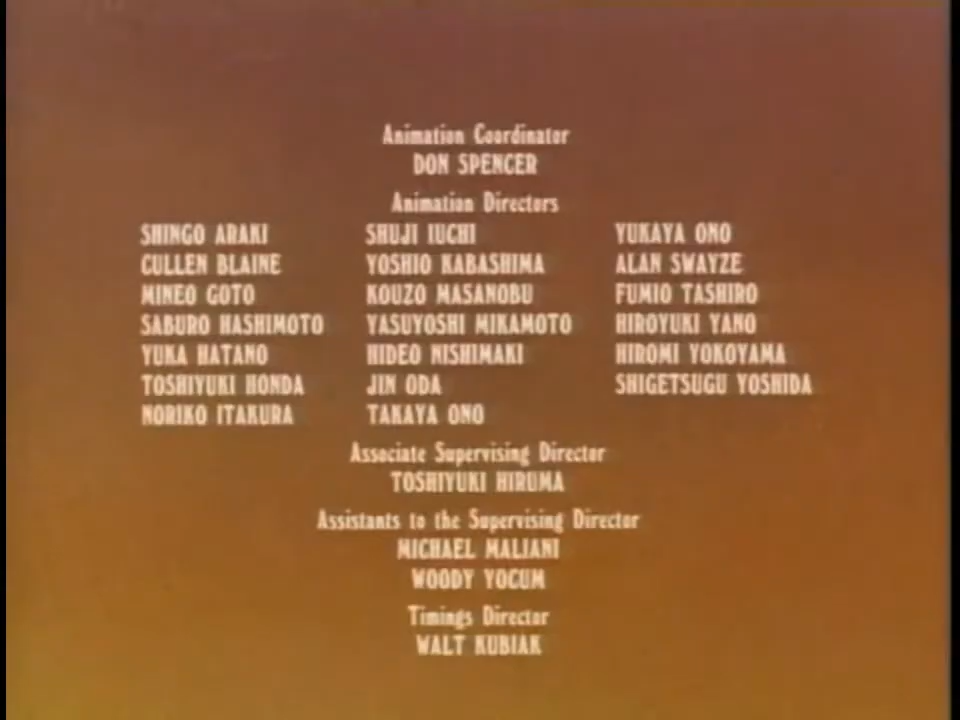 Animation Coordinator
DON SPENCER
Animation Directors
SHINGO ARAKI SHUJI IUCHI YUKAYA ONO
CULLEN BLAINE YOSHIO KABASHIMA ALAN SWAYZE
MINEO GOTO KOUZO MASANOBU FUMIO TASHIRO
SABURO HASHIMOTO YASUYOSHI MIKAMOTO HIROYUKI YANO
YUKA HATANO HIDEO NISHIMAKI HIROMI YOKOYAMA
TOSHIYUKI HONDA JIN ODA SHIGETSUGU YOSHIDA
NORIKO ITAKURA TAKAYA ONO
Associate Supervising Director
TOSHIYUKI HIRUMA
Assistants to the Supervising Director
MICHAEL MALIANI
WOODY YOCUM
Timings Director
WALT KUBIAK